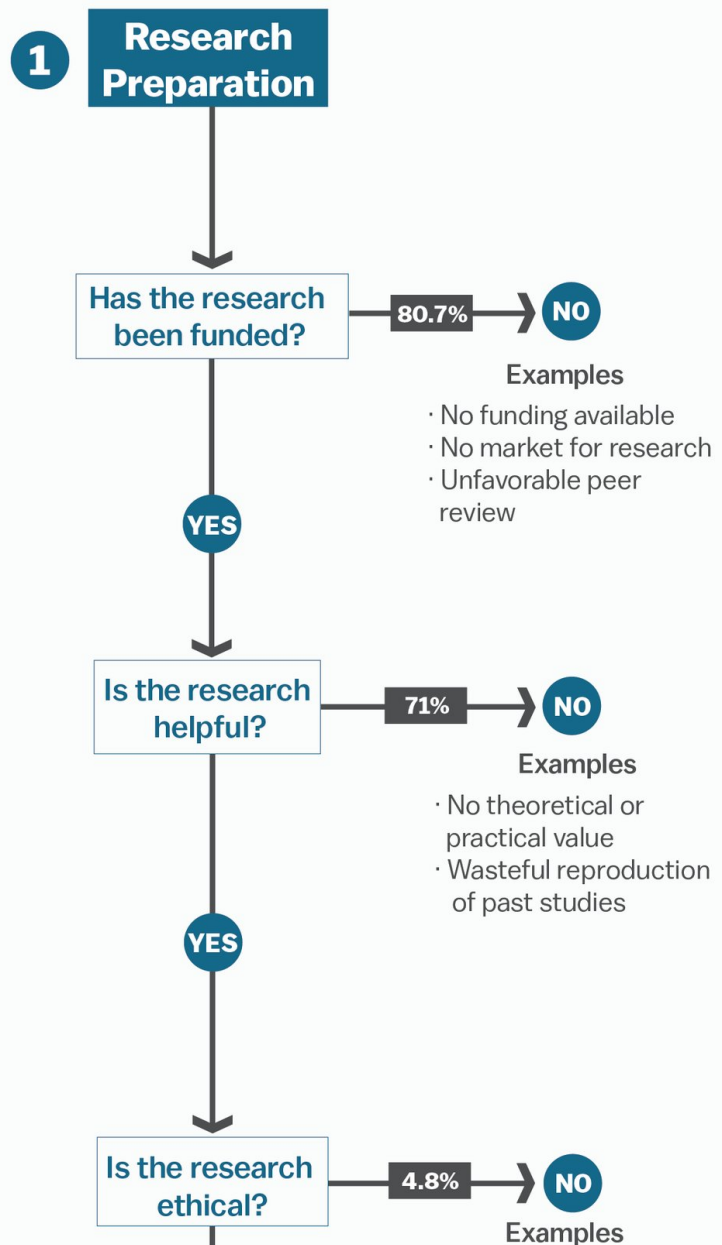 1
Research
Preparation
Has the research
been funded?
80.7%
NO
Examples
· No funding available
· No market for research
· Unfavorable peer
review
YES
Is the research
helpful?
71%
NO
Examples
· No theoretical or
practical value
· Wasteful reproduction
of past studies
YES
Is the research
ethical?
4.8%
NO
Examples